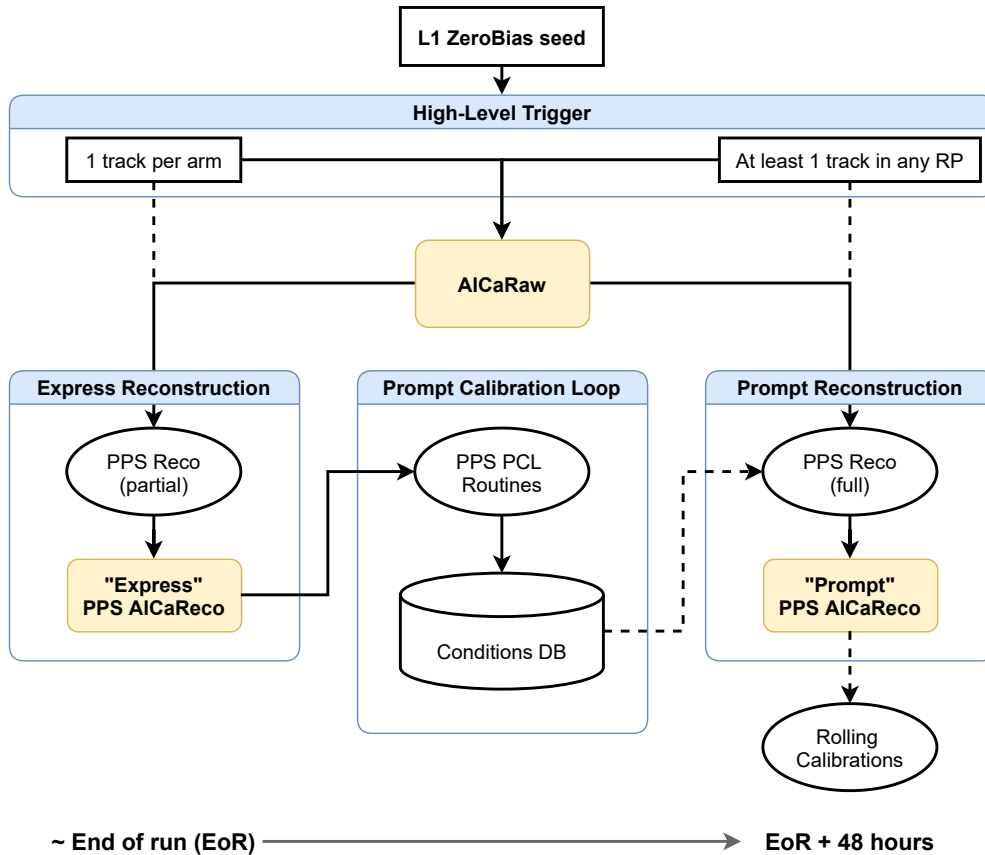 L1 ZeroBias seed
High-Level Trigger
1 track per arm
At least 1 track in any RP
AlCaRaw
Express Reconstruction
PPS Reco
(partial)
"Express"
PPS AlCaReco
Prompt Calibration Loop
PPS PCL
Routines
Conditions DB
Prompt Reconstruction
PPS Reco
(full)
"Prompt"
PPS AlCaReco
Rolling
Calibrations
~ End of run (EoR)
EoR + 48 hours